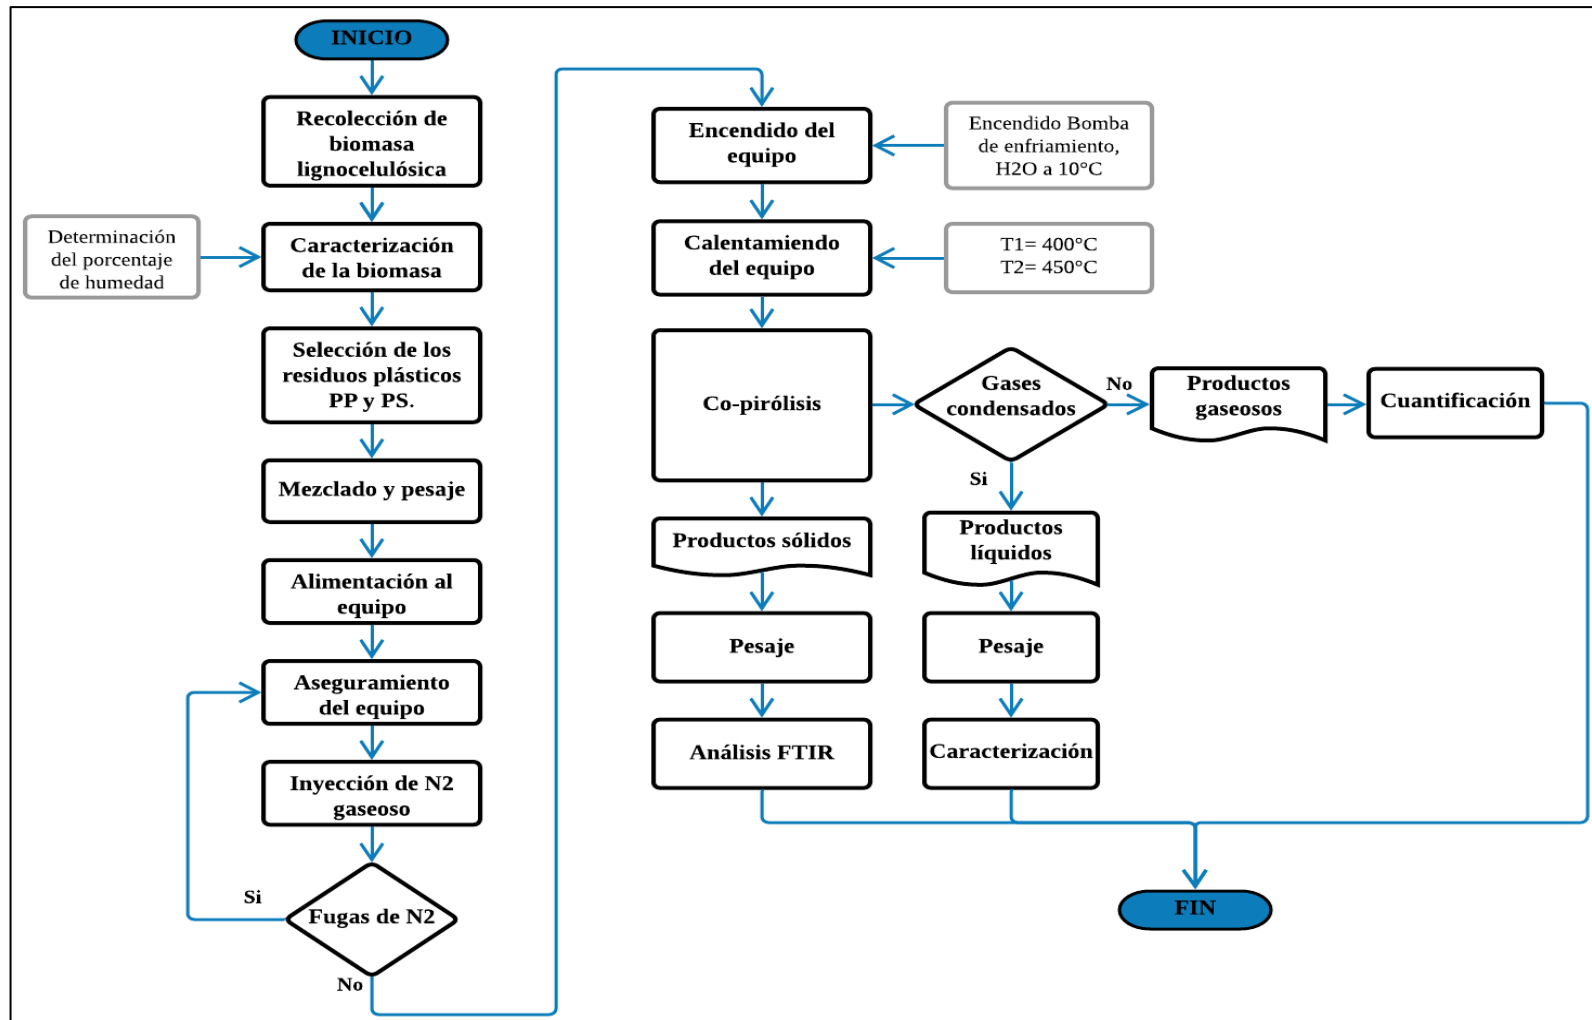 INICIO
Recolección de
biomasa
lignocelulósica
Determinación
del porcentaje
de humedad
Caracterización
de la biomasa
Selección de los
residuos plásticos
PP y PS.
Mezclado y pesaje
Alimentación al
equipo
Aseguramiento
del equipo
Inyección de N2
gaseoso
Si
Fugas de N2
No
Encendido del
equipo
Encendido Bomba
de enfriamiento,
H2O a 10°C
Calentamiendo
del equipo
T1= 400°C
T2= 450°C
Co-pirólisis
Gases
condensados
No
Productos
gaseosos
Cuantificación
Si
Productos sólidos
Productos
líquidos
Pesaje
Pesaje
Análisis FTIR
Caracterización
FIN